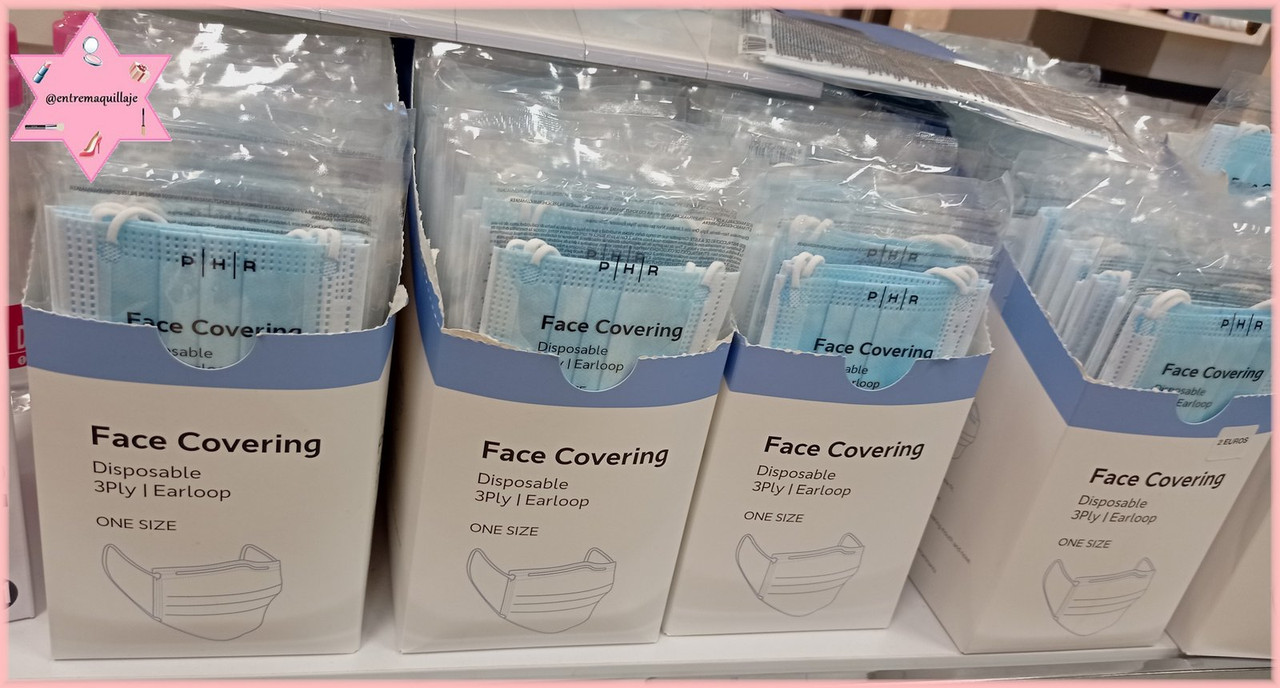 @entremaquillaje
P|H|R
Face Covering
Disposable
P|H|R
Face Covering
Disposable
| Earloop
P|H|R
P|H|R
Face Covering
P|H|R
Face Covering
Disposable
Earloop
2 EUROS
Face Covering
Disposable
3Ply | Earloop
ONE SIZE
Face Covering
Disposable
3Ply | Earloop
ONE SIZE
Face Covering
Disposable
3Ply | Earloop
ONE SIZE
Face Covering
Disposable
3Ply | Earloop
ONE SIZE